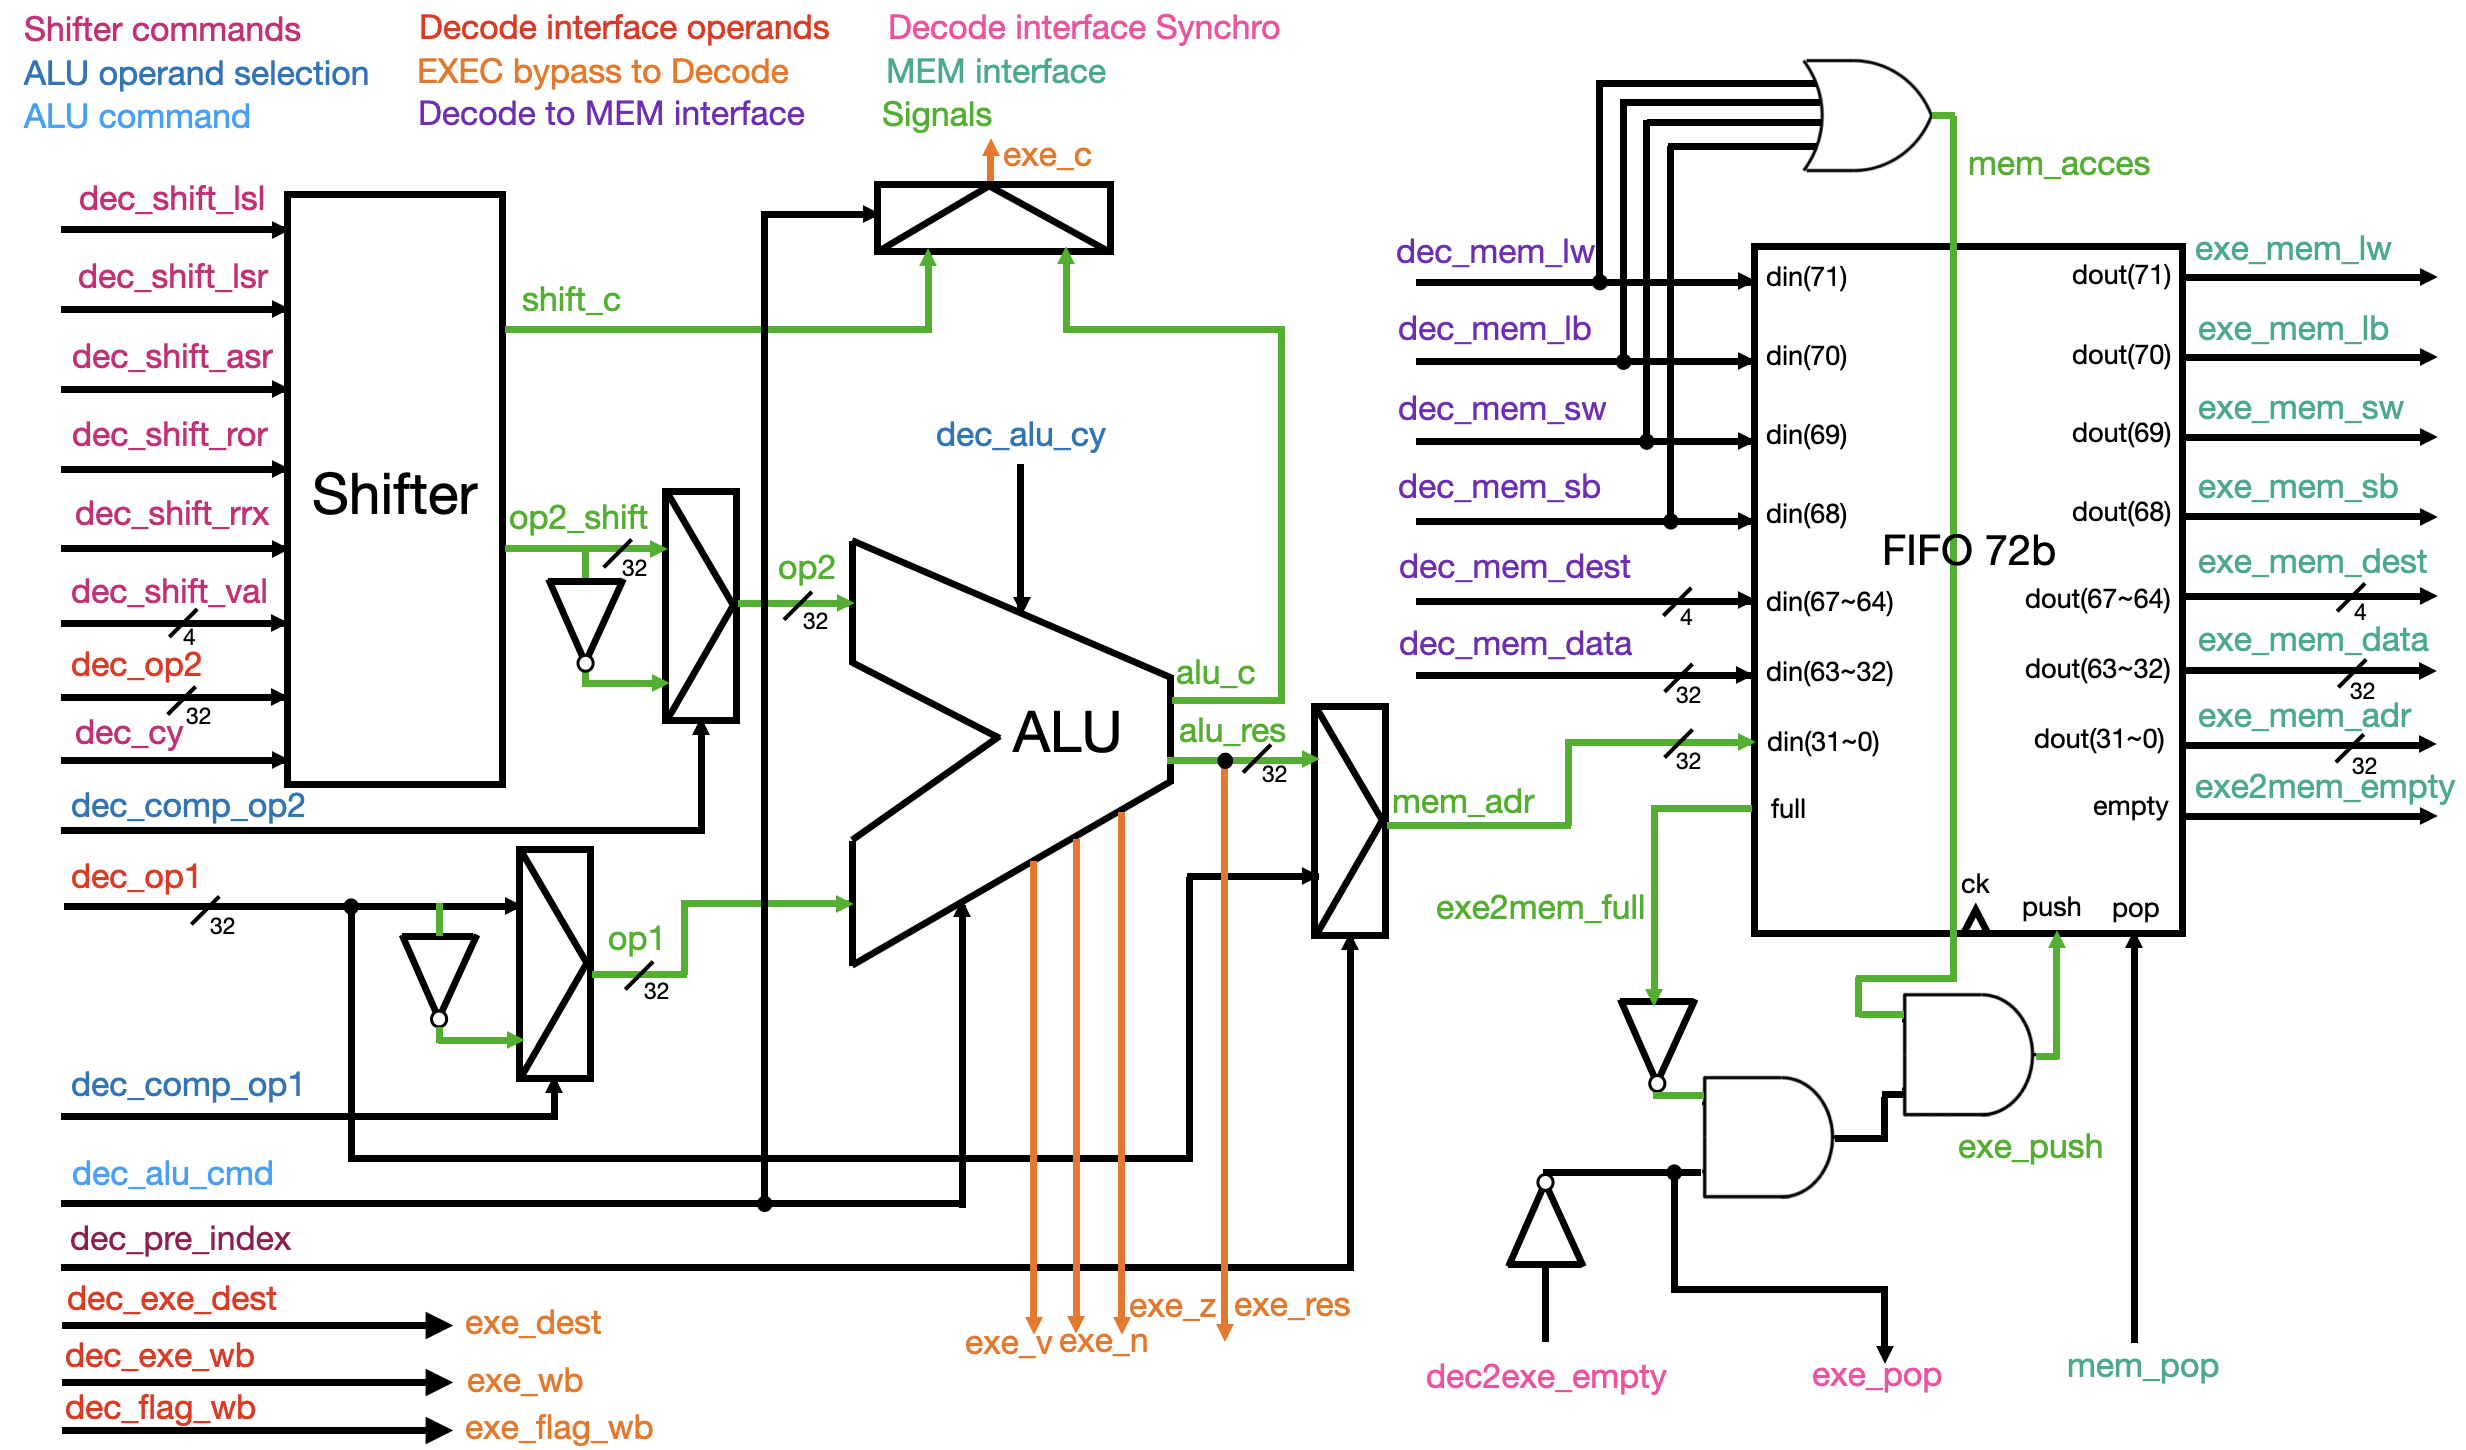 Shifter commands
Decode interface operands
Decode interface Synchro
ALU operand selection
EXEC bypass to Decode
MEM interface
ALU command
Decode to MEM interface
Signals
exe_c
dec_shift_lsl
dec_shift_lsr
dec_shift_asr
dec_shift_ror
dec_shift_rrx
dec_shift_val
4
dec_op2
32
dec_cy
Shifter
shift_c
op2_shift
32
op2
32
dec_alu_cy
dec_comp_op2
dec_op1
32
op1
32
dec_comp_op1
ALU
alu_c
alu_res
32
mem_adr
dec_alu_cmd
dec_pre_index
dec_exe_dest
exe_dest
dec_exe_wb
exe_wb
dec_flag_wb
exe_flag_wb
exe_v
exe_n
exe_z
exe_res
mem_acces
dec_mem_lw
dec_mem_lb
dec_mem_sw
dec_mem_sb
dec_mem_dest
4
dec_mem_data
32
32
din(71)
din(70)
din(69)
din(68)
din(67~64)
din(63~32)
din(31~0)
full
FIFO 72b
dout(71)
dout(70)
dout(69)
dout(68)
dout(67~64)
dout(63~32)
dout(31~0)
empty
ck
push
pop
exe_mem_lw
exe_mem_lb
exe_mem_sw
exe_mem_sb
exe_mem_dest
4
exe_mem_data
32
exe_mem_adr
32
exe2mem_empty
exe2mem_full
exe_push
dec2exe_empty
exe_pop
mem_pop